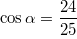 cos α = 24/25